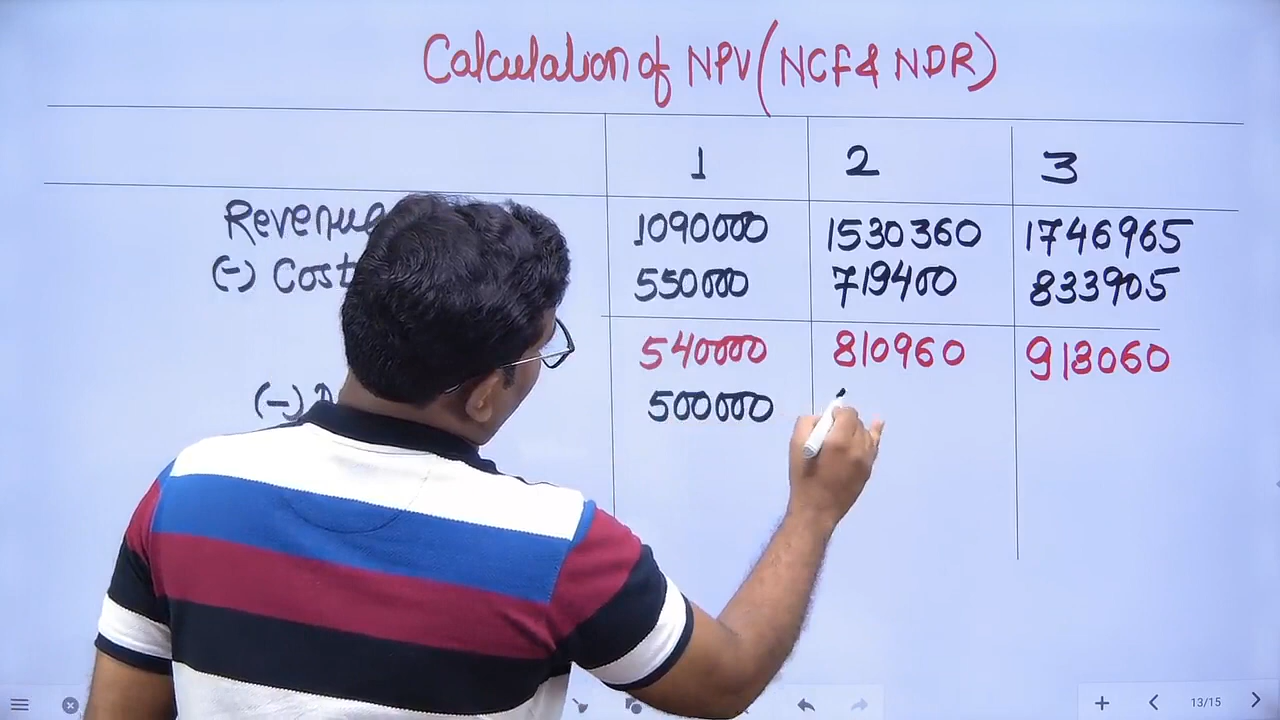 Calculation of NPV (NCF & NDR)
1 2 3
Revenue 1090000 1530360 1746965
(-) Cost 550000 719400 833905
540000 810960 913060
(-) 500000
13/15